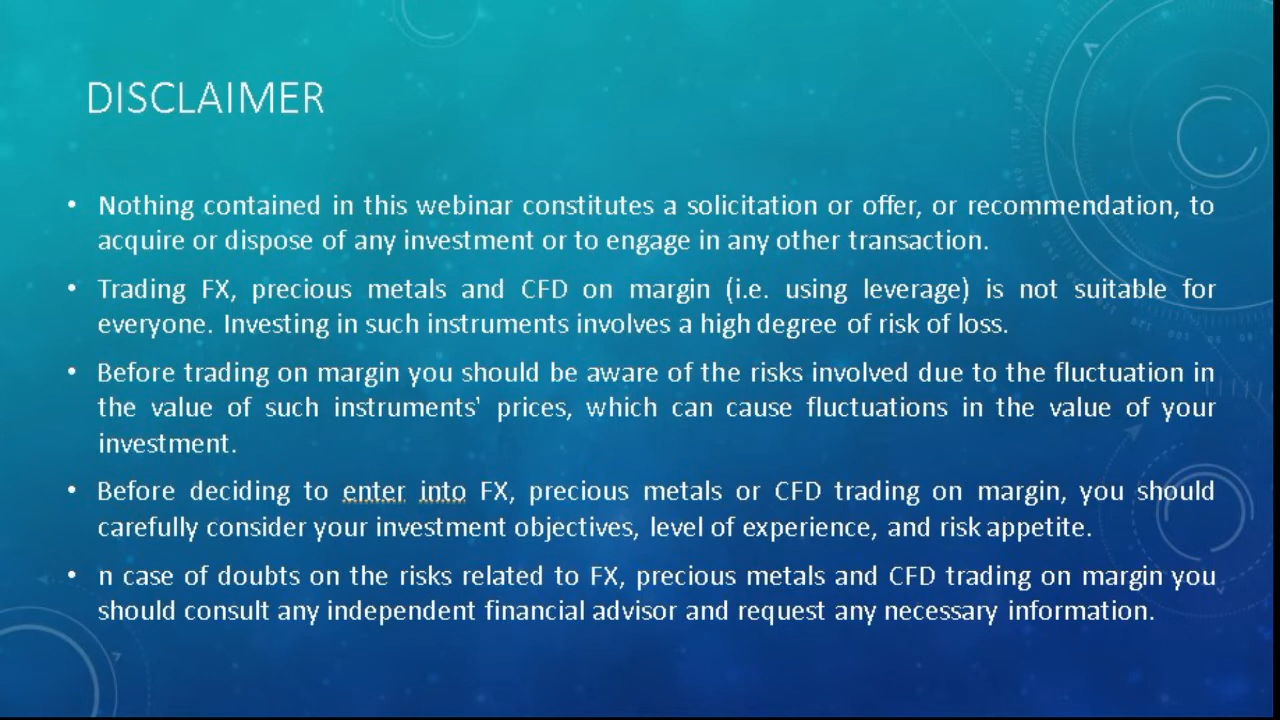 DISCLAIMER
• Nothing contained in this webinar constitutes a solicitation or offer, or recommendation, to
acquire or dispose of any investment or to engage in any other transaction.
• Trading FX, precious metals and CFD on margin (i.e. using leverage) is not suitable for
everyone. Investing in such instruments involves a high degree of risk of loss.
• Before trading on margin you should be aware of the risks involved due to the fluctuation in
the value of such instruments' prices, which can cause fluctuations in the value of your
investment.
• Before deciding to enter into FX, precious metals or CFD trading on margin, you should
carefully consider your investment objectives, level of experience, and risk appetite.
• n case of doubts on the risks related to FX, precious metals and CFD trading on margin you
should consult any independent financial advisor and request any necessary information.